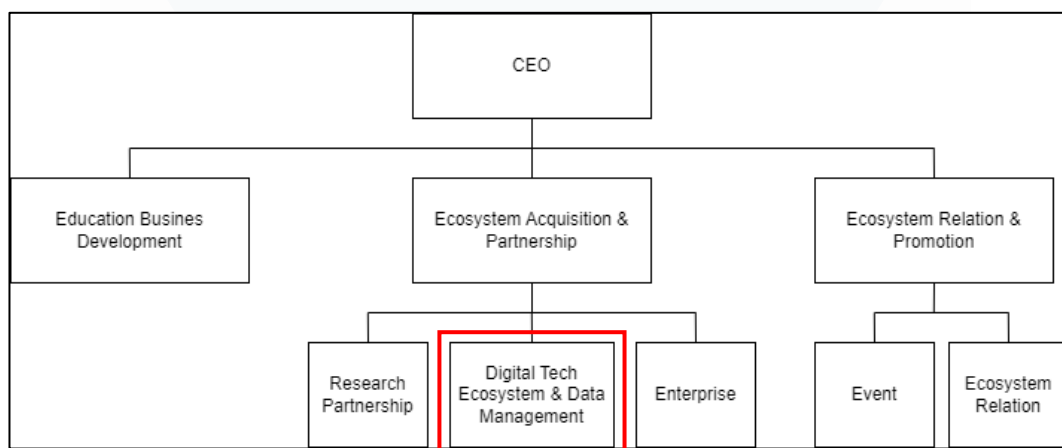 CEO
Education Busines
Development
Ecosystem Acquisition &
Partnership
Ecosystem Relation &
Promotion
Research
Partnership
Digital Tech
Ecosystem & Data
Management
Enterprise
Event
Ecosystem
Relation